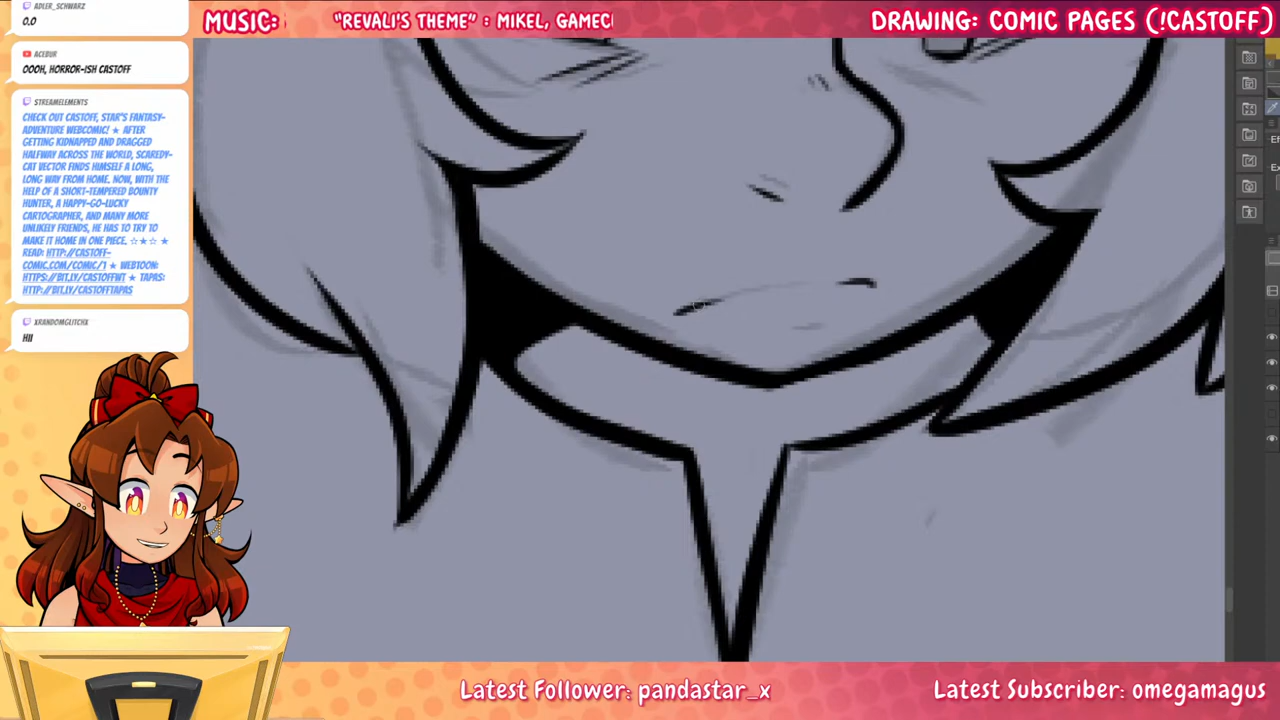 MUSIC: "REVALI'S THEME" : MIKEL, GAMEC
DRAWING: COMIC PAGES (!CASTOFF)
ADLER_SCHWARZ
O.O
ACEBUR
OOOH, HORROR-ISH CASTOFF
STREAMELEMENTS
CHECK OUT CASTOFF, STAR'S FANTASY-
ADVENTURE WEBCOMIC! ★ AFTER
GETTING KIDNAPPED AND DRAGGED
HALFWAY ACROSS THE WORLD, SCAREDY-
CAT VECTOR FINDS HIMSELF A LONG,
LONG WAY FROM HOME. NOW, WITH THE
HELP OF A SHORT-TEMPERED BOUNTY
HUNTER, A HAPPY-GO-LUCKY
CARTOGRAPHER, AND MANY MORE
UNLIKELY FRIENDS, HE HAS TO TRY TO
MAKE IT HOME IN ONE PIECE. ☆★☆ ★
READ: HTTP://CASTOFF-
COMIC.COM/COMIC/1 ★ WEBTOON:
HTTPS://BIT.LY/CASTOFFWT ★ TAPAS:
HTTP://BIT.LY/CASTOFFTAPAS
XRANDOMGLITCHX
HII
Latest Follower: pandastar_x
Latest Subscriber: omegamagus